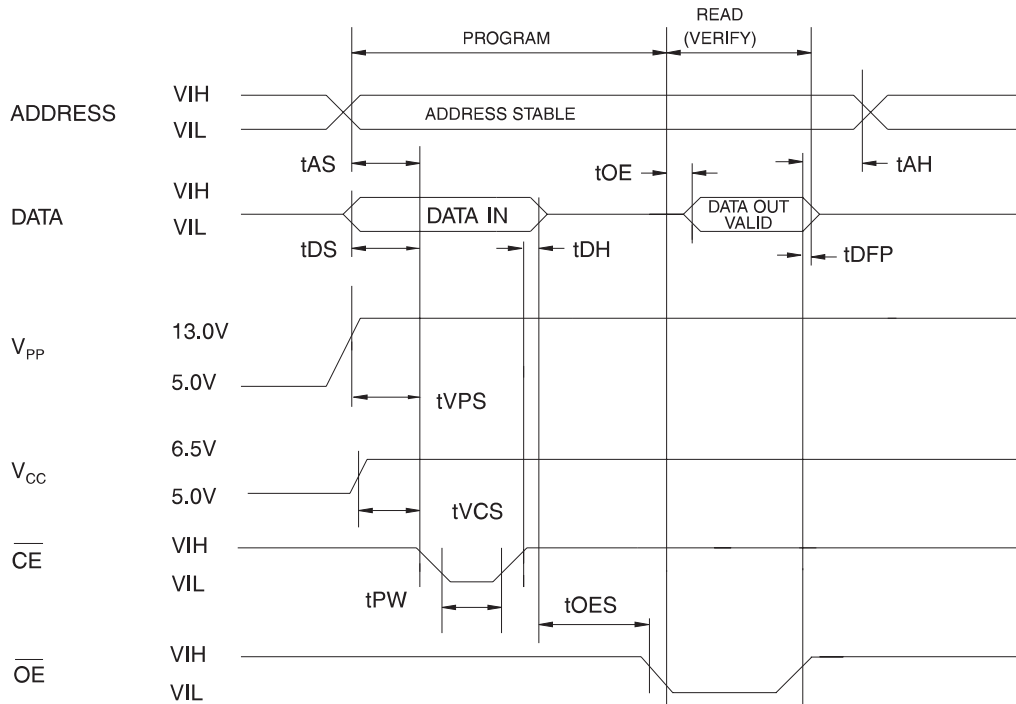 READ
(VERIFY)
PROGRAM
ADDRESS
VIH
VIL
ADDRESS STABLE
tAS
tOE
tAH
DATA
VIH
VIL
DATA IN
DATA OUT
VALID
tDS
tDH
tDFP
VPP
13.0V
5.0V
tVPS
VCC
6.5V
5.0V
tVCS
CE
VIH
VIL
tPW
tOES
OE
VIH
VIL